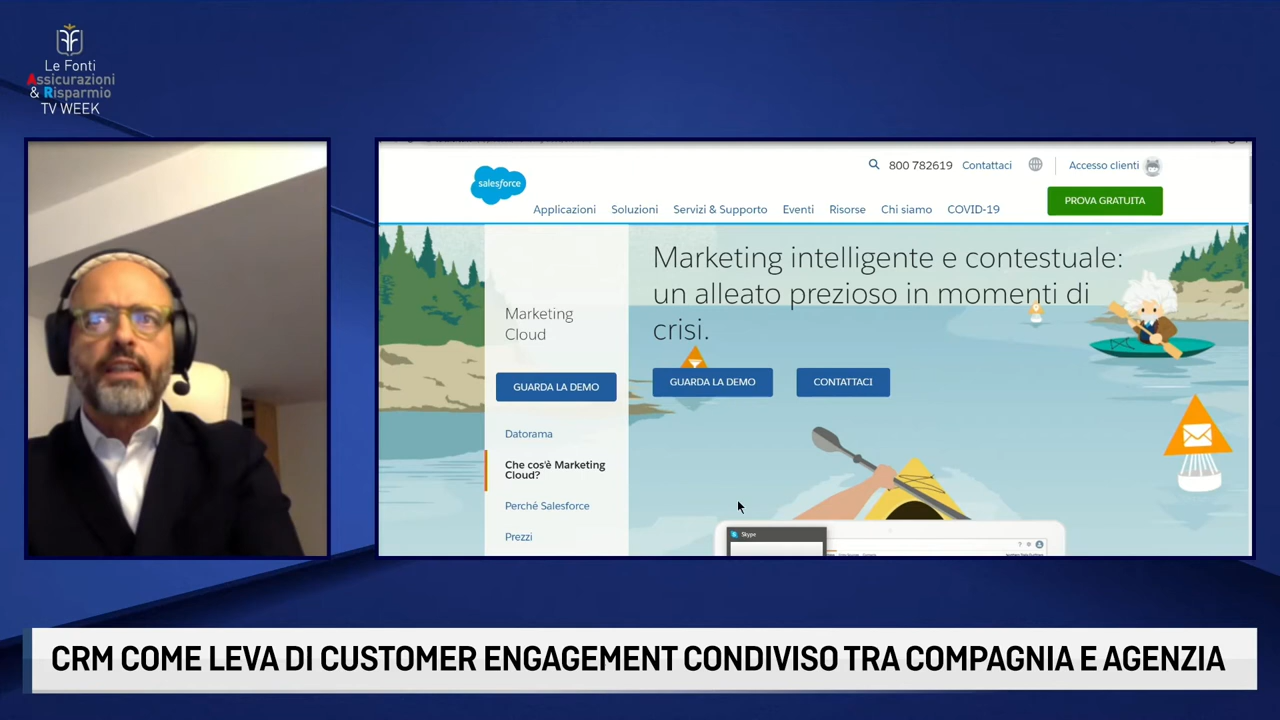 Le Fonti
Assicurazioni
& Risparmio
TV WEEK
salesforce
800 782619 Contattaci
Accesso clienti
Applicazioni Soluzioni Servizi & Supporto Eventi Risorse Chi siamo COVID-19
PROVA GRATUITA
Marketing
Cloud
GUARDA LA DEMO
Datorama
Che cos'è Marketing
Cloud?
Perché Salesforce
Prezzi
Marketing intelligente e contestuale:
un alleato prezioso in momenti di
crisi.
GUARDA LA DEMO CONTATTACI
Skype
CRM COME LEVA DI CUSTOMER ENGAGEMENT CONDIVISO TRA COMPAGNIA E AGENZIA